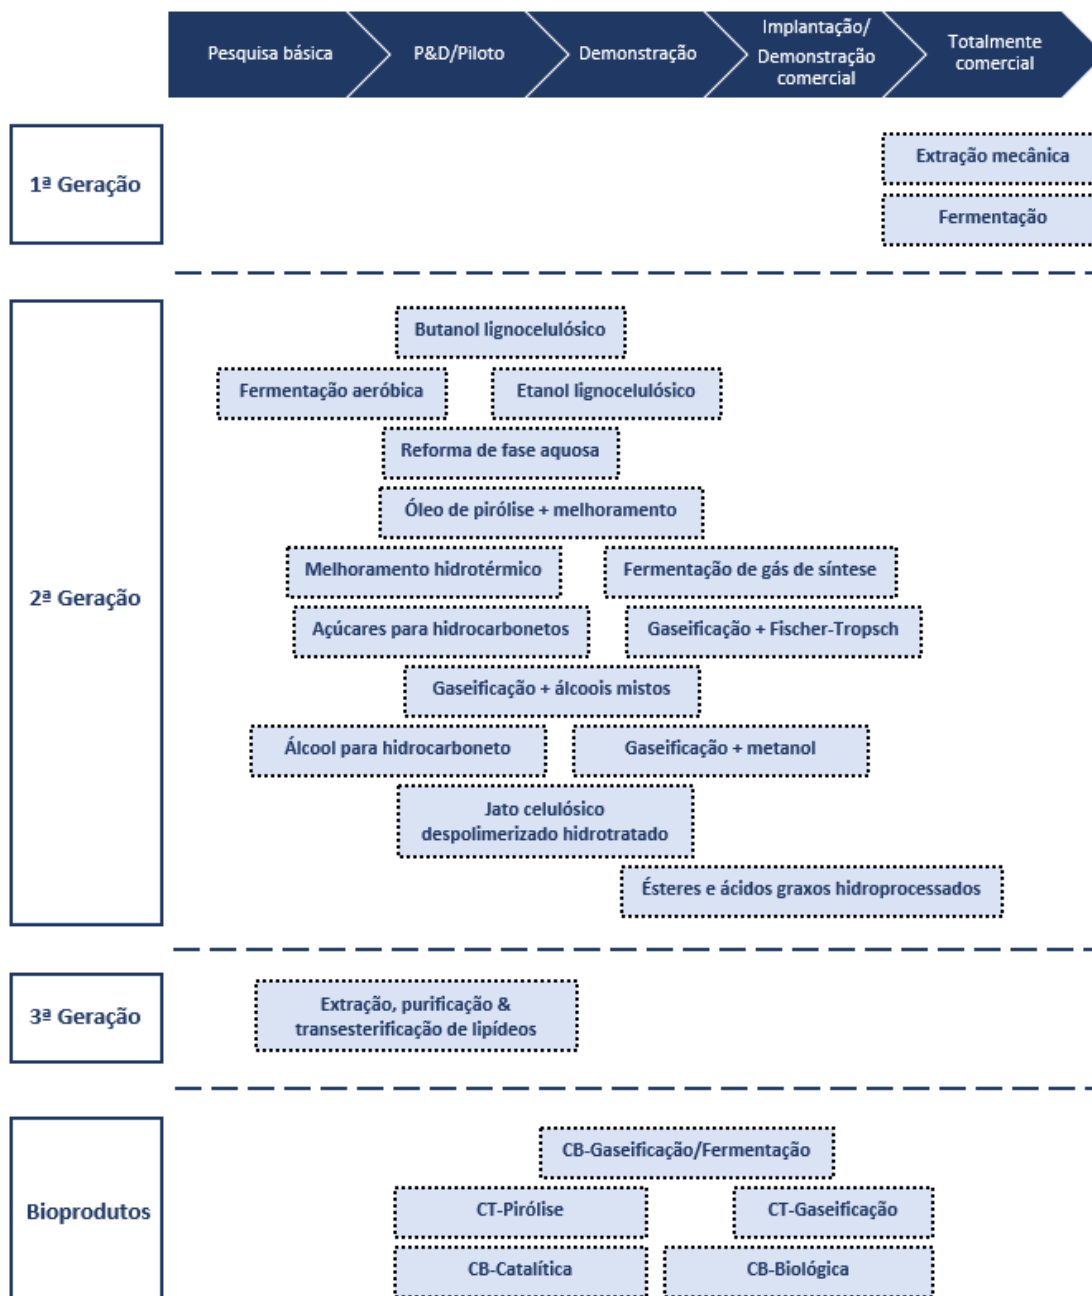 Pesquisa básica
P&D/Piloto
Demonstração
Implantação/
Demonstração
comercial
Totalmente
comercial
1ª Geração
Extração mecânica
Fermentação
2ª Geração
Butanol lignocelulósico
Fermentação aeróbica
Etanol lignocelulósico
Reforma de fase aquosa
Óleo de pirólise + melhoramento
Melhoramento hidrotérmico
Fermentação de gás de síntese
Açúcares para hidrocarbonetos
Gaseificação + Fischer-Tropsch
Gaseificação + álcoois mistos
Álcool para hidrocarboneto
Gaseificação + metanol
Jato celulósico
despolimerizado hidrotratado
Ésteres e ácidos graxos hidroprocessados
3ª Geração
Extração, purificação &
transesterificação de lipídeos
Bioprodutos
CB-Gaseificação/Fermentação
CT-Pirólise
CT-Gaseificação
CB-Catalítica
CB-Biológica